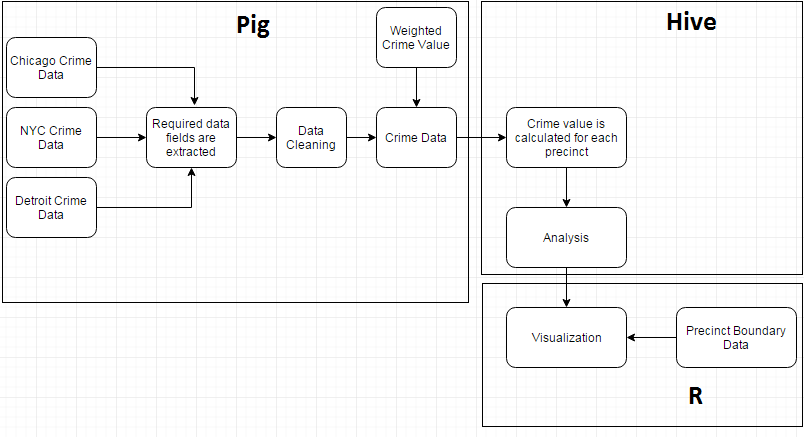 Pig
Hive
Weighted
Crime Value
Chicago Crime
Data
NYC Crime
Data
Detroit Crime
Data
Required data
fields are
extracted
Data
Cleaning
Crime Data
Crime value is
calculated for each
precinct
Analysis
Visualization
Precinct Boundary
Data
R